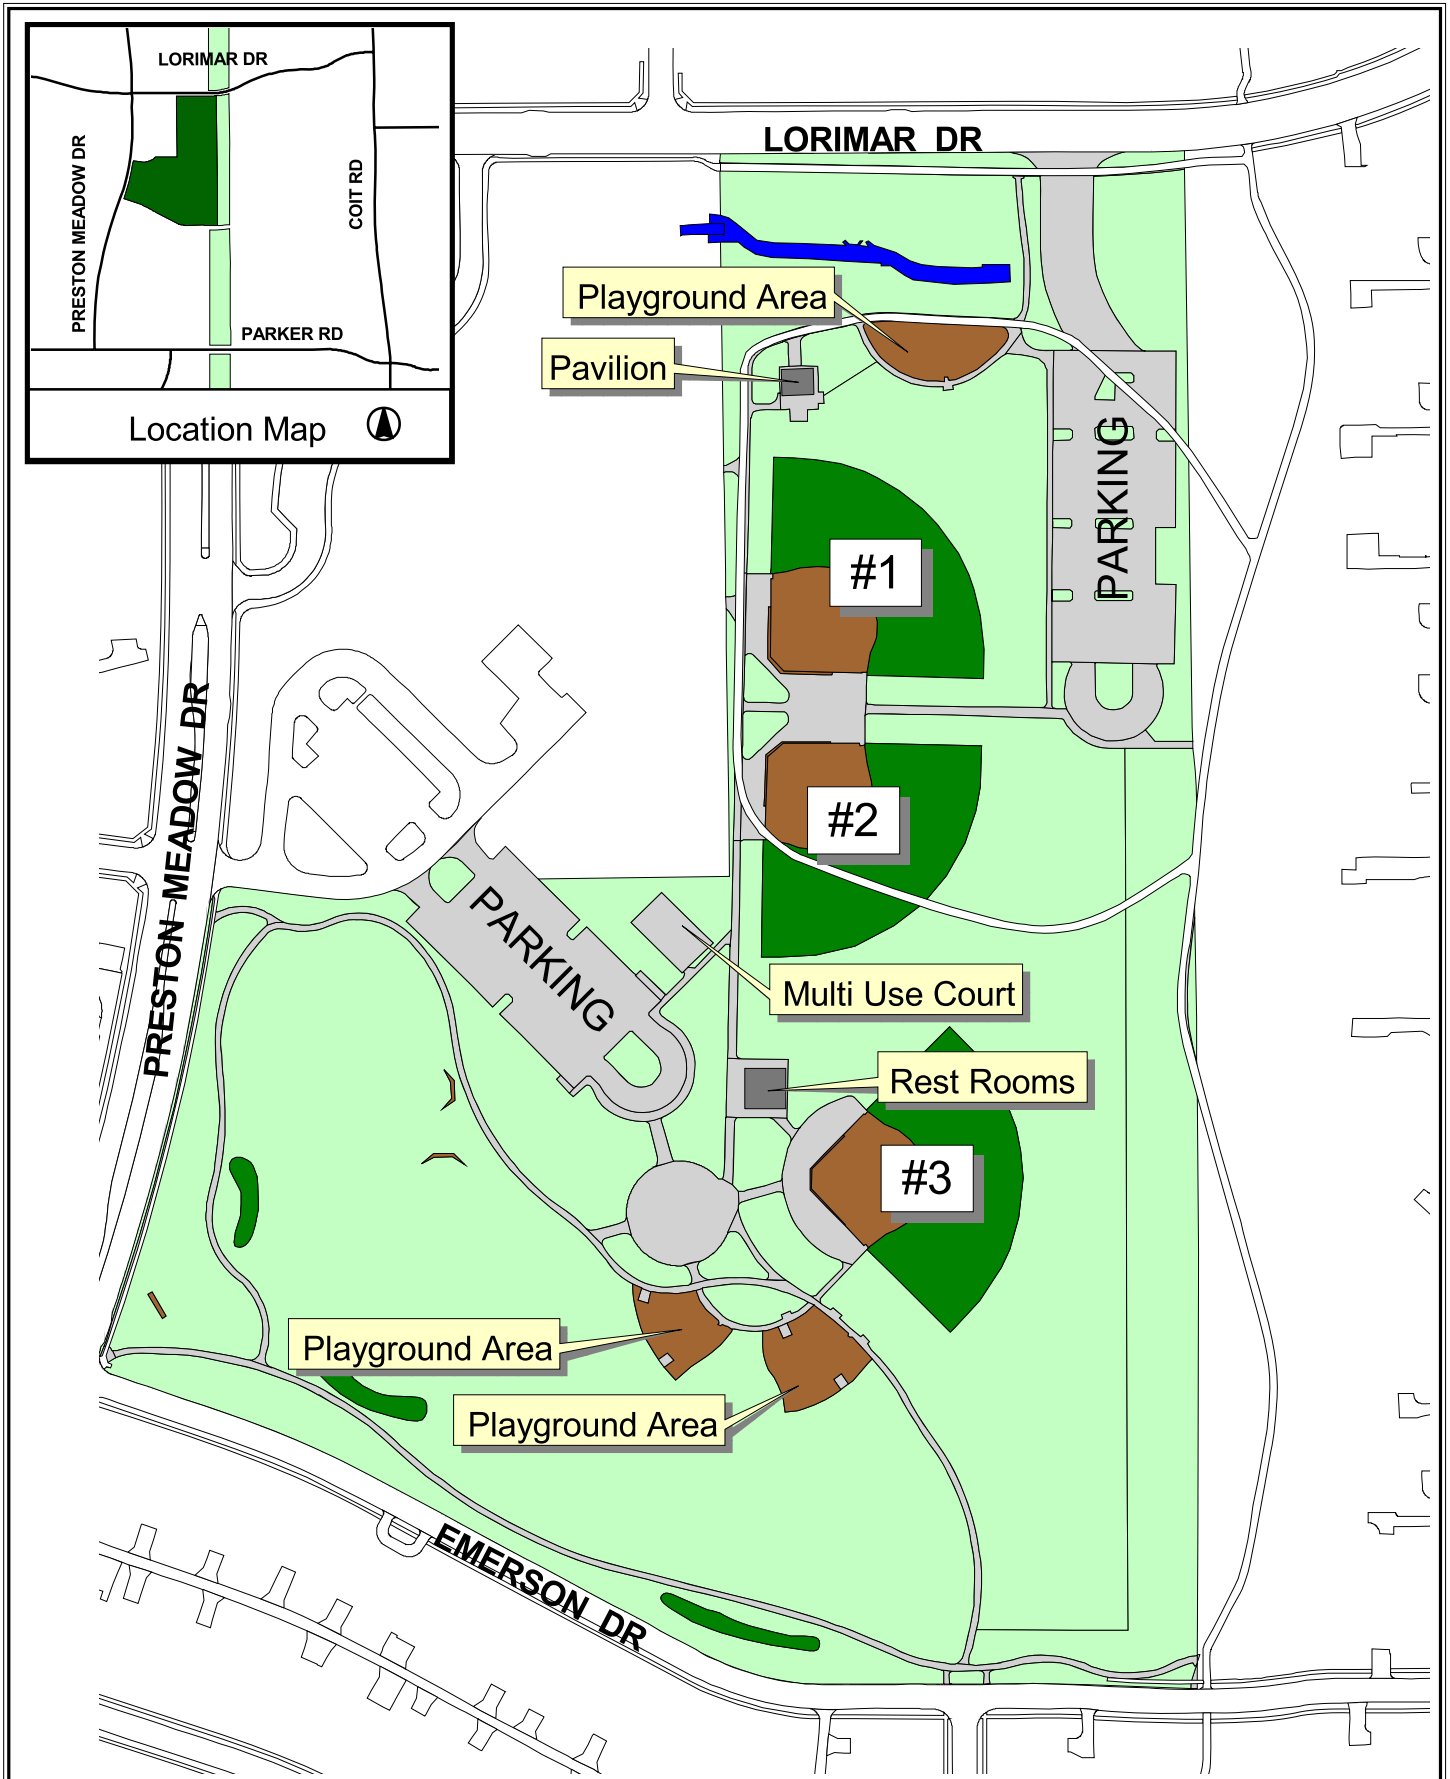 LORIMAR DR
PRESTON MEADOW DR
COIT RD
PARKER RD
Location Map
LORIMAR DR
Playground Area
Pavilion
PARKING
#1
#2
PRESTON MEADOW DR
PARKING
Multi Use Court
Rest Rooms
#3
Playground Area
Playground Area
EMERSON DR